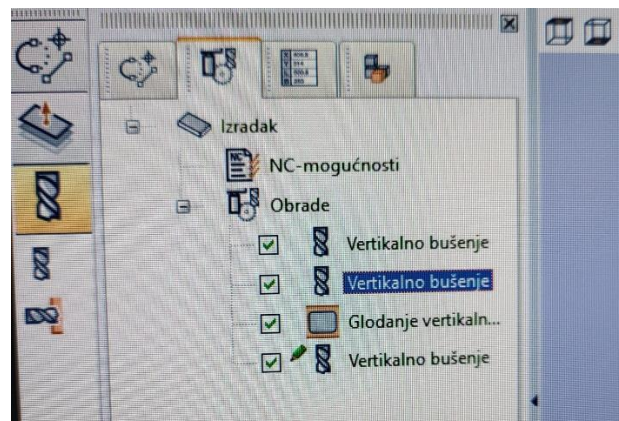 Izradak
NC-mogućnosti
Obrade
Vertikalno bušenje
Vertikalno bušenje
Glodanje vertikaln...
Vertikalno bušenje